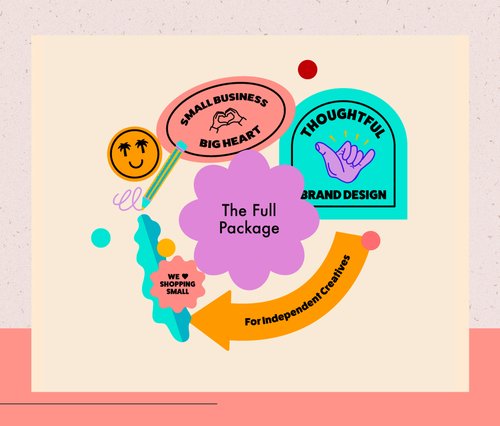 SMALL BUSINESS
BIG HEART
THOUGHTFUL
BRAND DESIGN
The Full
Package
WE ♥
SHOPPING
SMALL
For Independent Creatives